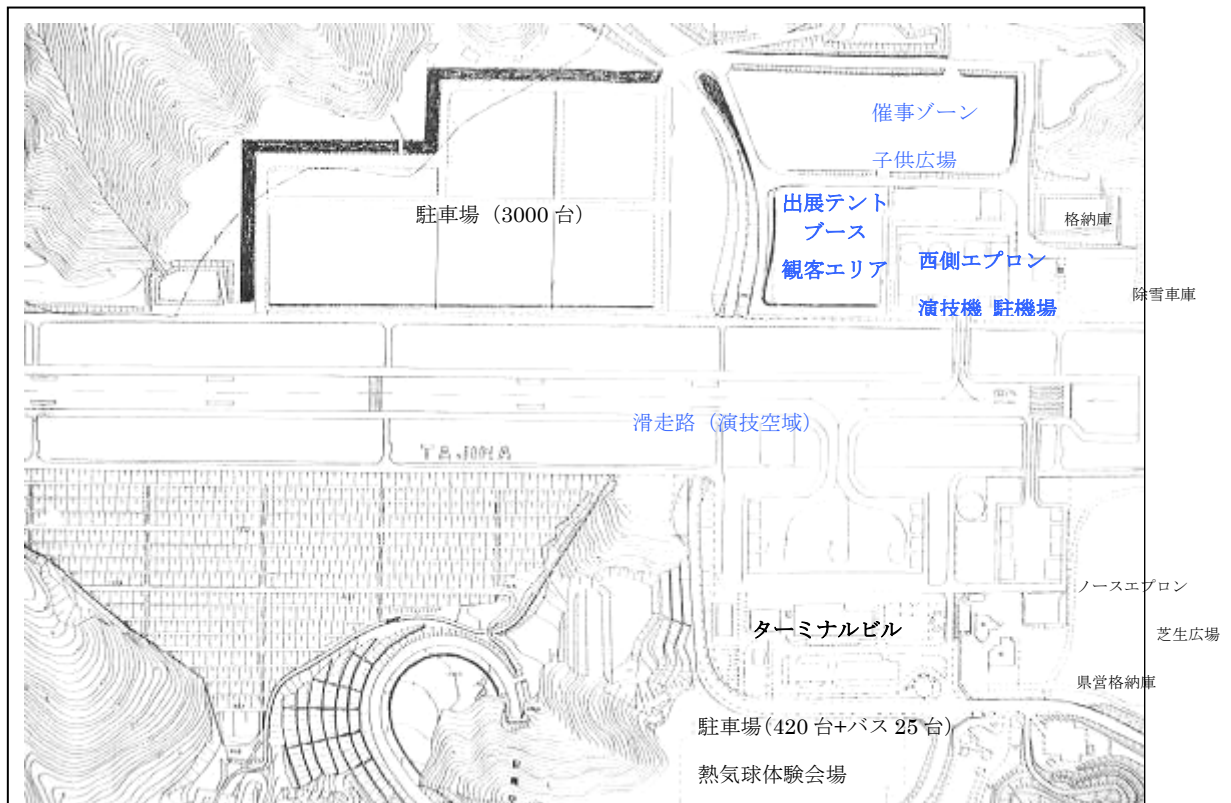 催事ゾーン
子供広場
出展テント
ブース
観客エリア
駐車場（3000 台）
格納庫
西側エプロン
演技機 駐機場
除雪車庫
滑走路（演技空域）
TAJIMA
ノースエプロン
ターミナルビル
芝生広場
県営格納庫
駐車場（420 台+バス 25 台）
熱気球体験会場